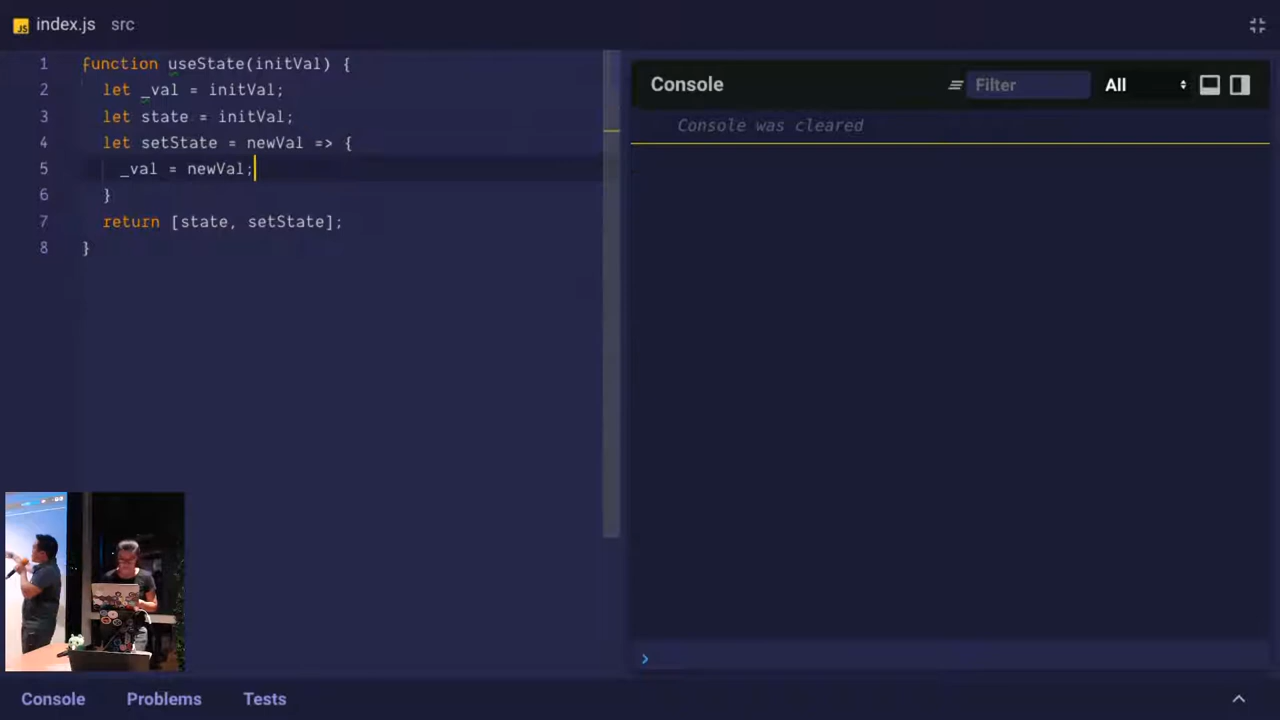 index.js src
1 function useState(initVal) {
2 let _val = initVal;
3 let state = initVal;
4 let setState = newVal => {
5 _val = newVal;
6 }
7 return [state, setState];
8 }
Console Filter All
Console was cleared
›
Console Problems Tests